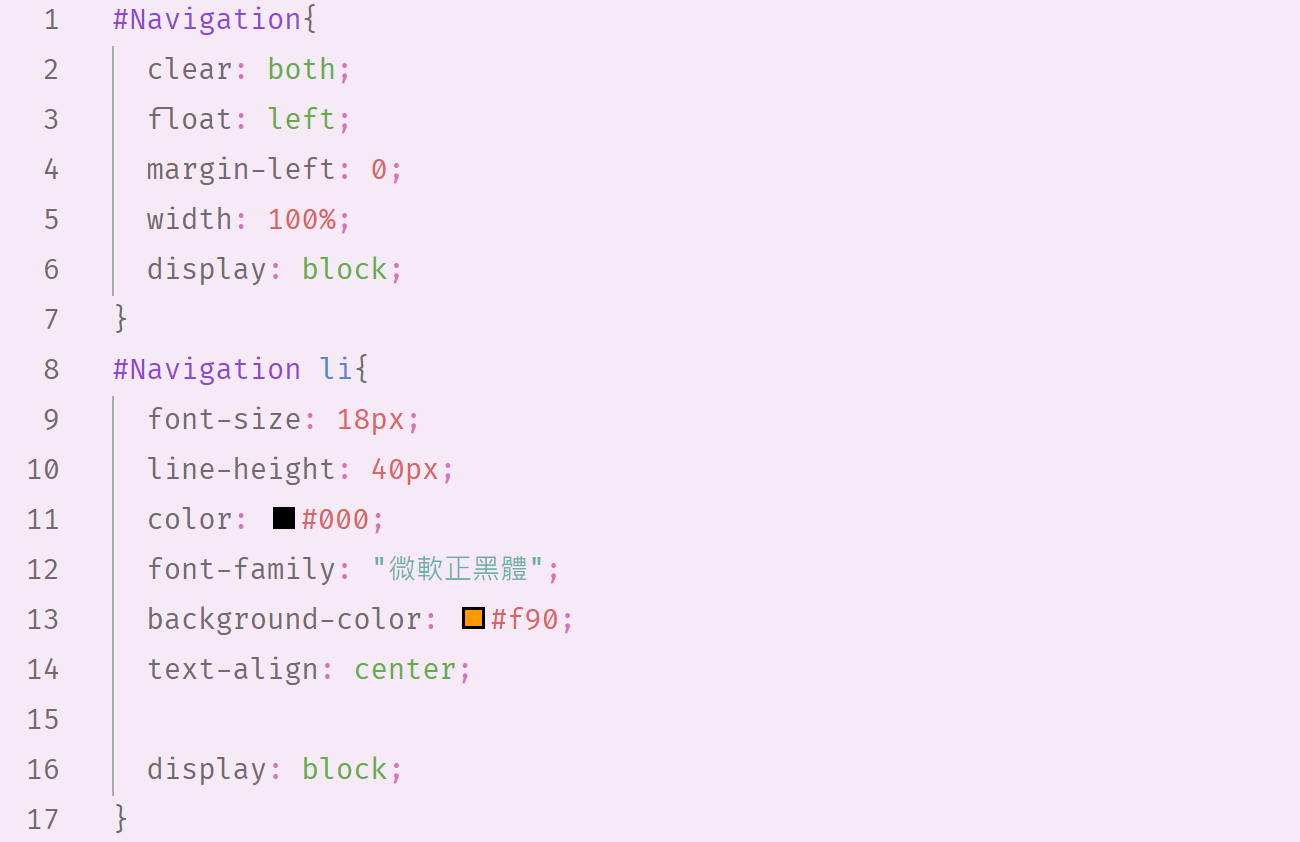 1 #Navigation{
2 clear: both;
3 float: left;
4 margin-left: 0;
5 width: 100%;
6 display: block;
7 }
8 #Navigation li{
9 font-size: 18px;
10 line-height: 40px;
11 color: #000;
12 font-family: "微軟正黑體";
13 background-color: #f90;
14 text-align: center;
15
16 display: block;
17 }